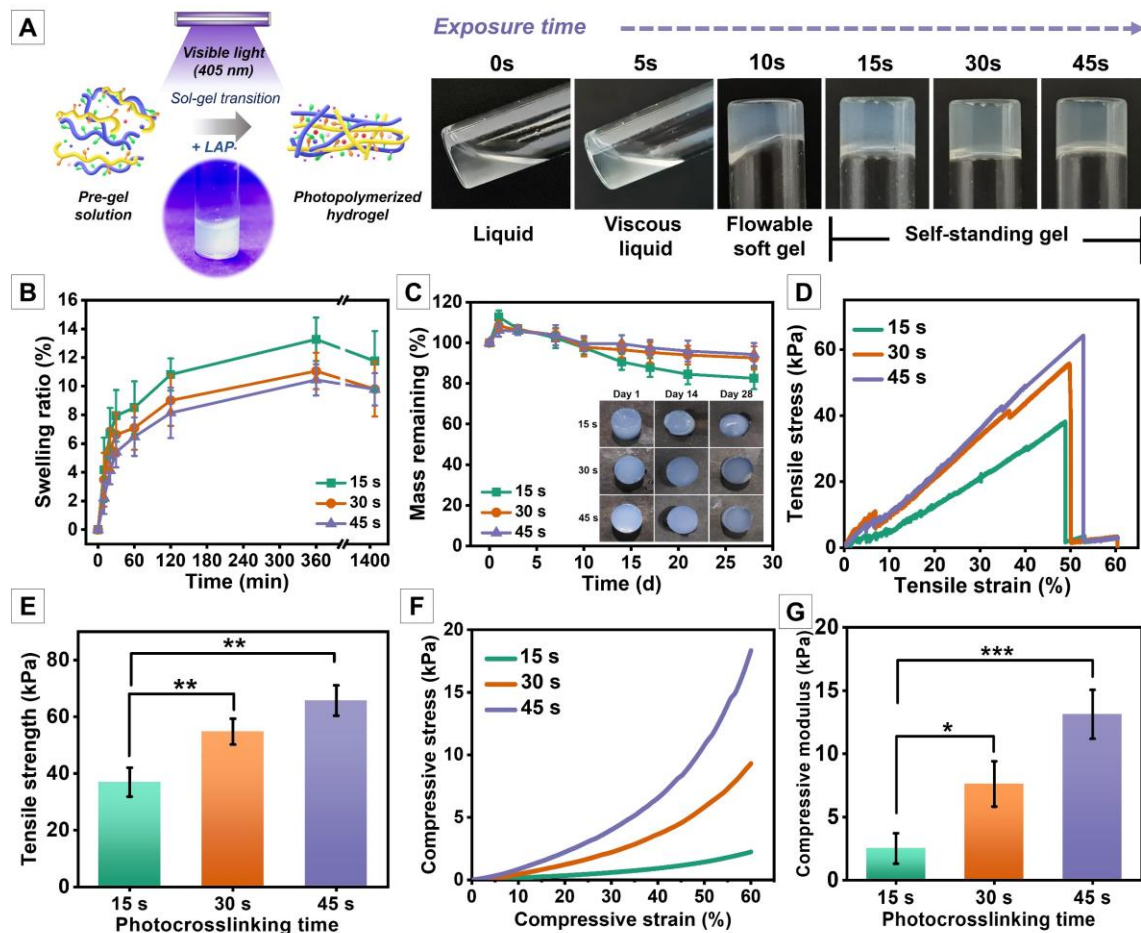 A
Visible light
(405 nm)
Sol-gel transition
+ LAP
Pre-gel
solution
Photopolymerized
hydrogel
Exposure time
0s 5s 10s 15s 30s 45s
Liquid
Viscous
liquid
Flowable
soft gel
Self-standing gel
B
Swelling ratio (%)
16
14
12
10
8
6
4
2
0
15 s
30 s
45 s
0 60 120 180 240 300 360 1400
Time (min)
C
Mass remaining (%)
120
100
80
60
40
20
0
Day 1 Day 14 Day 28
15 s
30 s
45 s
15 s
30 s
45 s
0 5 10 15 20 25 30
Time (d)
D
Tensile stress (kPa)
60
40
20
0
15 s
30 s
45 s
0 10 20 30 40 50 60
Tensile strain (%)
E
Tensile strength (kPa)
80
60
40
20
0
**
**
15 s 30 s 45 s
Photocrosslinking time
F
Compressive stress (kPa)
20
15
10
5
0
15 s
30 s
45 s
0 10 20 30 40 50 60
Compressive strain (%)
G
Compressive modulus (kPa)
20
15
10
5
0
***
*
15 s 30 s 45 s
Photocrosslinking time